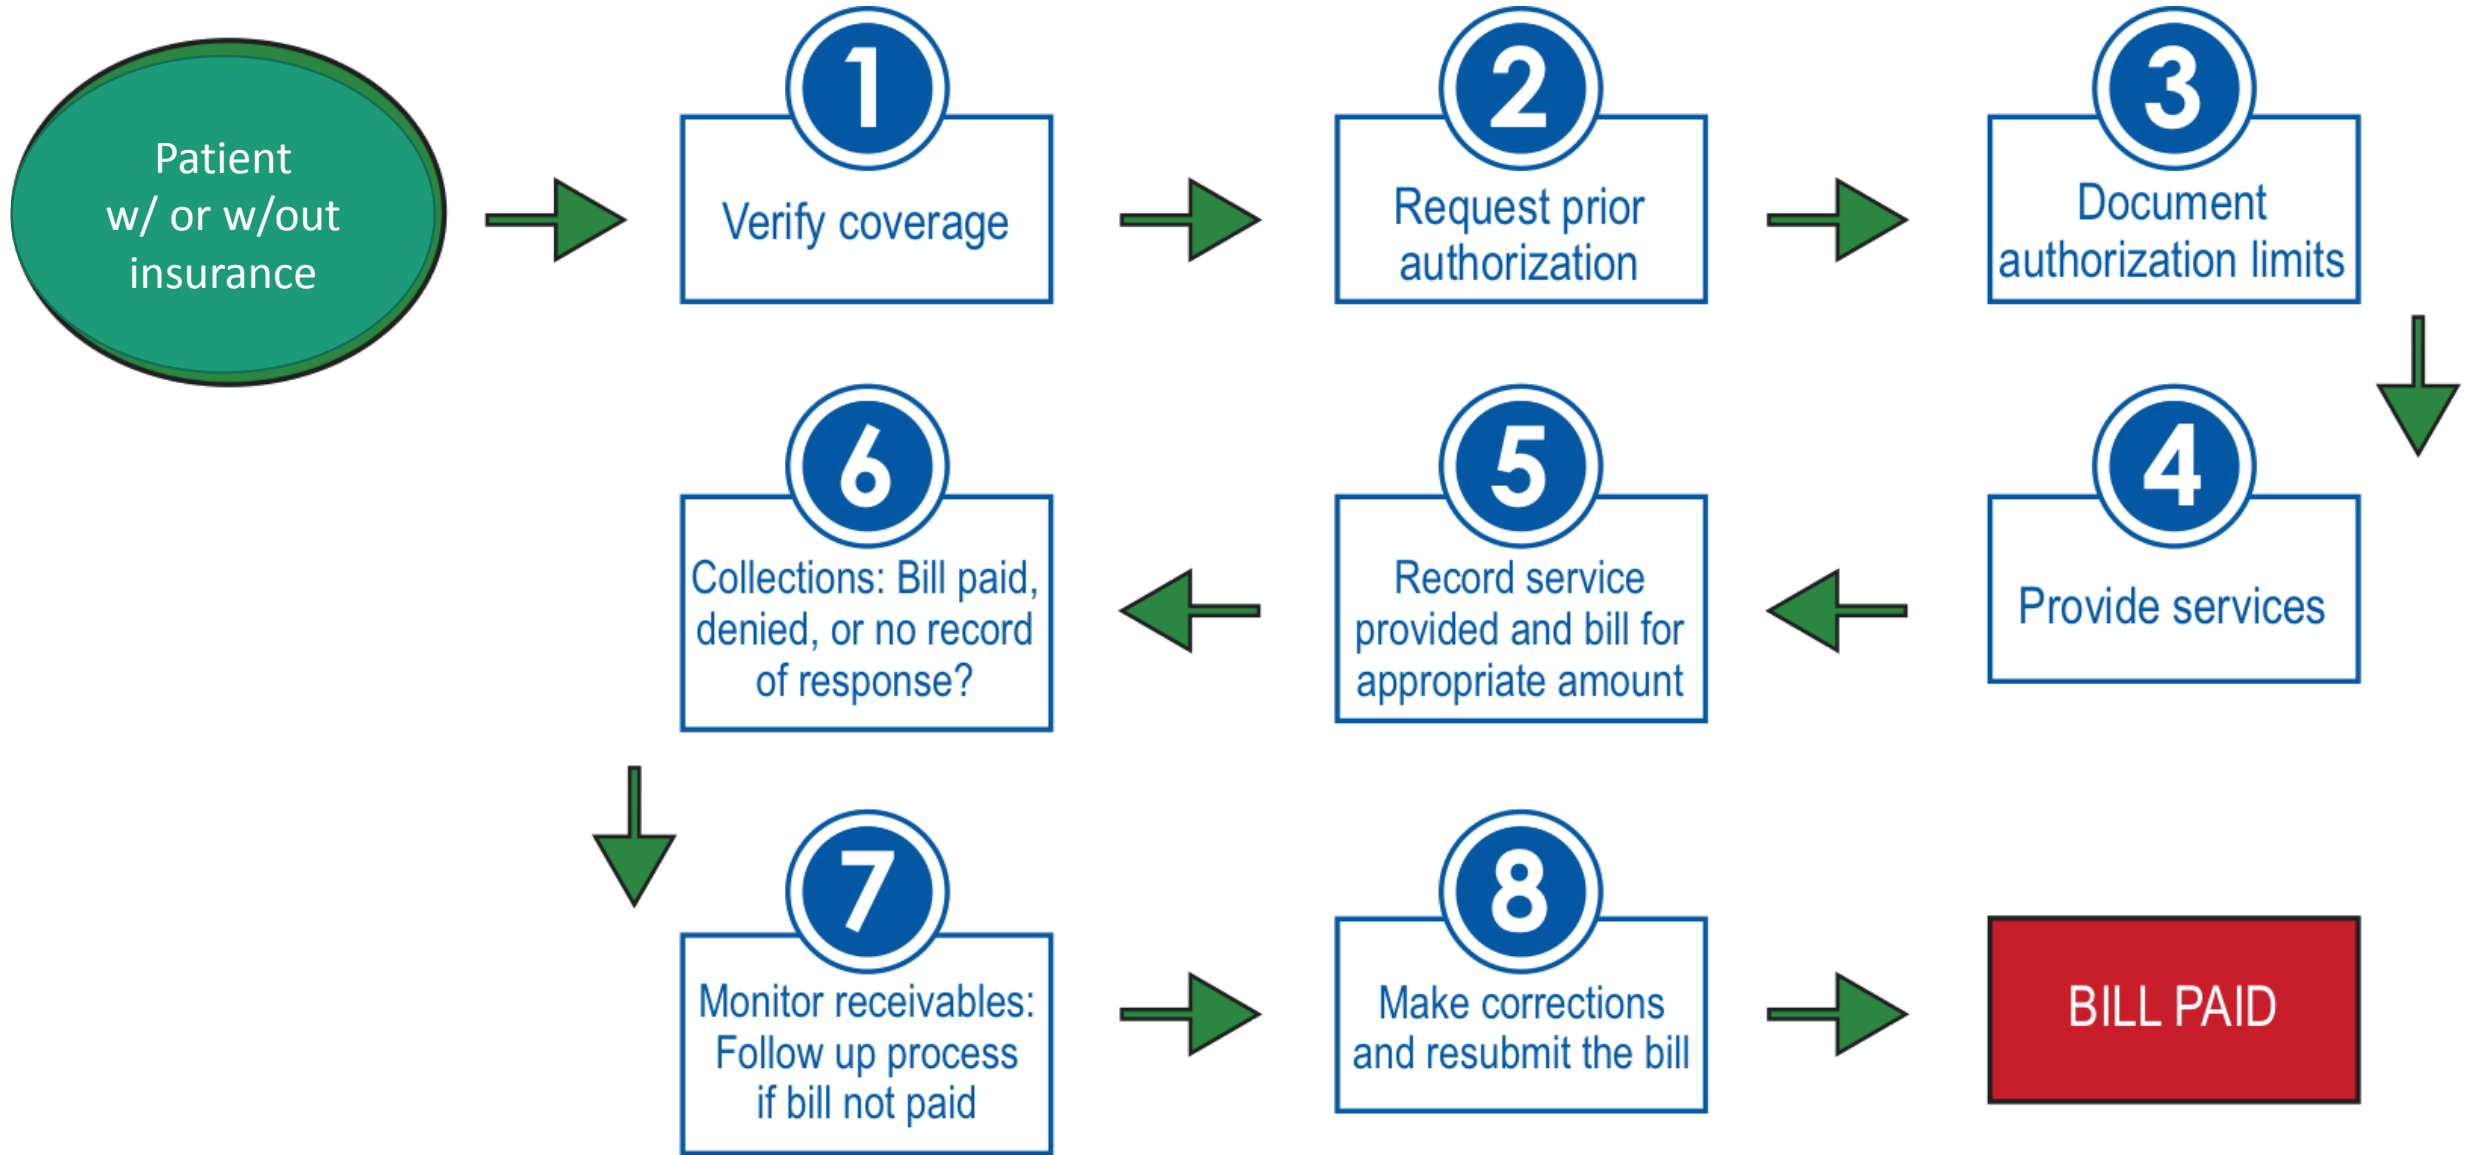 Patient
w/ or w/out
insurance
1
Verify coverage
2
Request prior
authorization
3
Document
authorization limits
4
Provide services
5
Record service
provided and bill for
appropriate amount
6
Collections: Bill paid,
denied, or no record
of response?
7
Monitor receivables:
Follow up process
if bill not paid
8
Make corrections
and resubmit the bill
BILL PAID